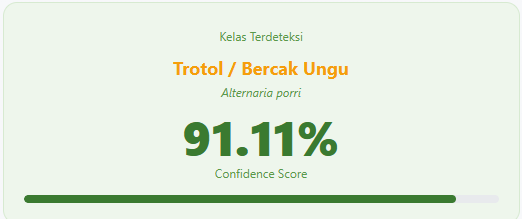 Kelas Terdeteksi
Trotol / Bercak Ungu
Alternaria porri
91.11%
Confidence Score